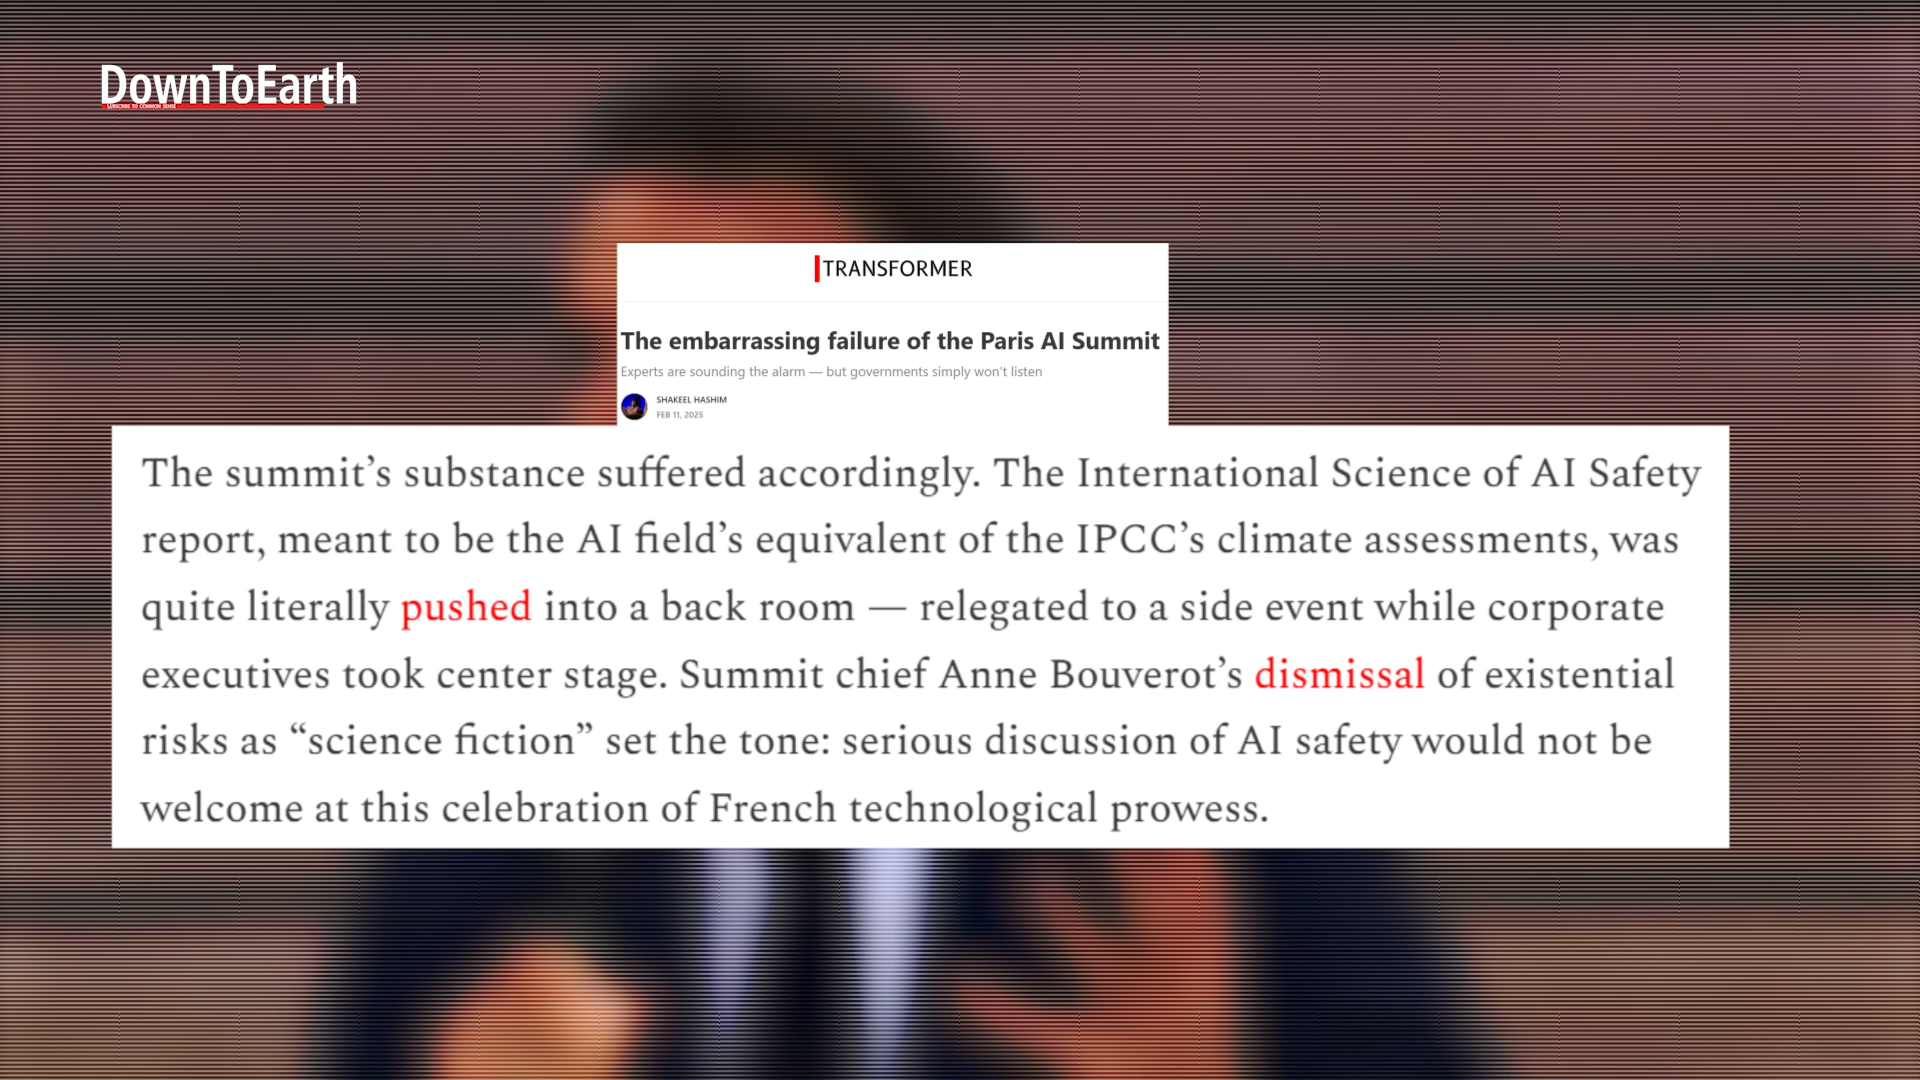 DownToEarth
SUBSCRIBE TO COMMON SENSE
TRANSFORMER
The embarrassing failure of the Paris AI Summit
Experts are sounding the alarm — but governments simply won't listen
SHAKEEL HASHIM
FEB 11, 2025
The summit’s substance suffered accordingly. The International Science of AI Safety
report, meant to be the AI field’s equivalent of the IPCC’s climate assessments, was
quite literally pushed into a back room — relegated to a side event while corporate
executives took center stage. Summit chief Anne Bouverot’s dismissal of existential
risks as “science fiction” set the tone: serious discussion of AI safety would not be
welcome at this celebration of French technological prowess.